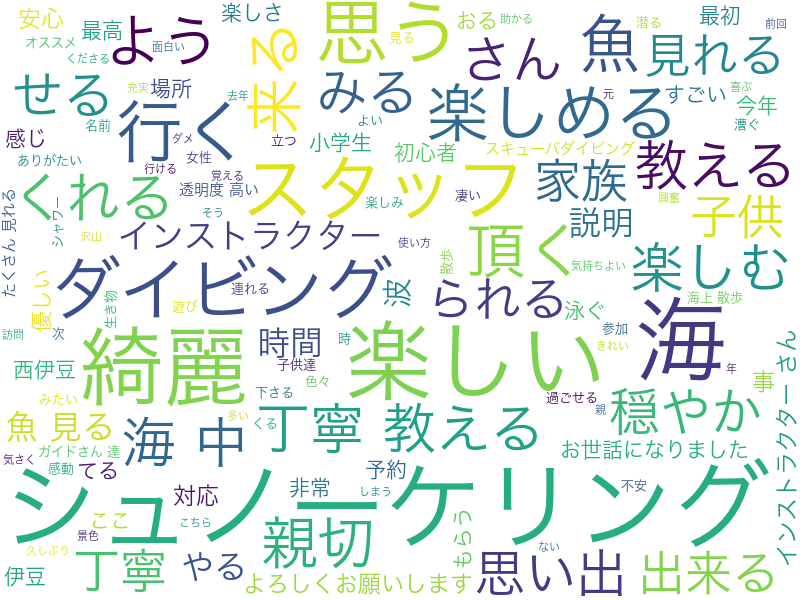 安心
オススメ
最高
くださる
楽しさ
助かる
面白い
よう
来る
思う
おる
見る
さん
魚
潜る
見れる
最初
前回
せる
充実
去年
場所
行く
みる
よい
楽しめる
すごい
喜ぶ
元
今年
漕ぐ
名前
ダメ
女性
立つ
感じ
ありがたい
行ける
覚える
小学生
初心者
スキューバダイビング
教える
くれる
透明度 高い
そう
楽しみ
スタッフ
家族
興奮
子供
たくさん 見れる
シャワー
沢山
インストラクター
使い方
頂く
説明
楽しむ
優しい
遊び
ダイビング
連れる
波
散歩
気持ちよい
られる
海上 散歩
生き物
泳ぐ
海
訪問
次
綺麗
時間
時
楽しい
参加
きれい
西伊豆
子供達
色々
下さる
過ごせる
年
事
インストラクター さん
みたい
多い
親
穏やか
魚 見る
海 中
くる
丁寧 教える
ガイドさん 達
お世話になりました
気さく
感動
てる
シュノーケリング
予約
しまう
非常
不安
対応
ここ
こちら
親切
もらう
ない
景色
久しぶり
伊豆
丁寧
やる
よろしくお願いします
思い出
出来る